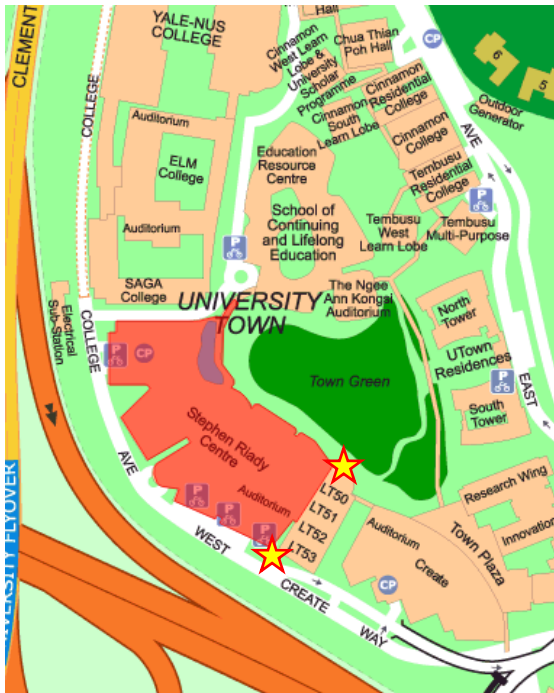 YALE-NUS
COLLEGE
Hall
Chua Thian
Poh Hall
CP
CLEMENT
COLLEGE
Cinnamon
West Learn
Lobe &
University
Scholar
Programme
Cinnamon
South
Learn Lobe
Cinnamon
Residential
College
Cinnamon
College
Tembusu
Residential
College
6
5
Outdoor
Generator
AVE
Auditorium
ELM
College
Auditorium
Education
Resource
Centre
School of
Continuing
and Lifelong
Education
P
Tembusu
West
Learn Lobe
P
Tembusu
Multi-Purpose
SAGA
College
The Ngee
Ann Kongsi
Auditorium
UNIVERSITY
TOWN
Electrical
Sub-Station
COLLEGE
P
CP
Town Green
North
Tower
UTown
Residences
P
South
Tower
EAST
Stephen Riady
Centre
Auditorium
P
P
P
AVE
WEST
LT50
LT51
LT52
LT53
Research Wing
Innovation
Town Plaza
Auditorium
Create
CP
CREATE
WAY
UNIVERSITY FLYOVER